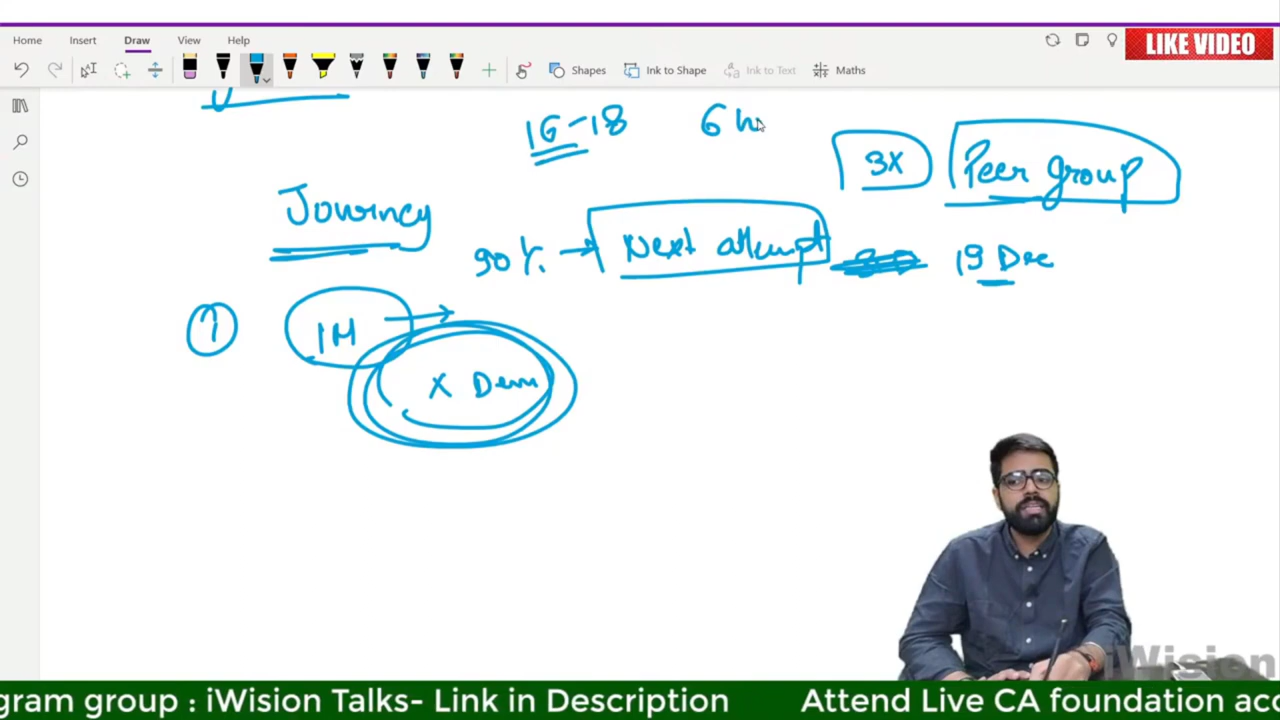 Home Insert Draw View Help
LIKE VIDEO
Shapes Ink to Shape Ink to Text Maths
16-18 6 h
3X Peer Group
Journey
90% → Next attempt 19 Dec
1 1M →
X Dem
iWision
gram group : iWision Talks- Link in Description Attend Live CA foundation acc